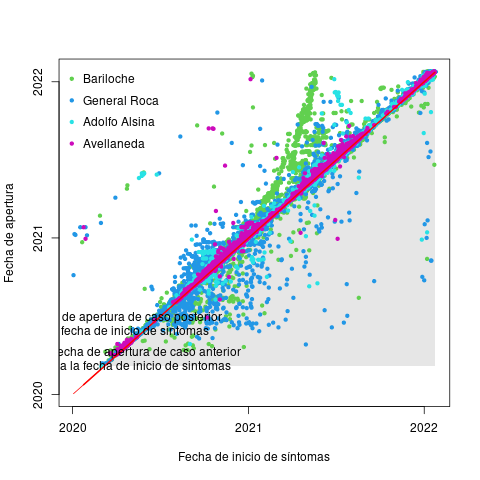 Bariloche
General Roca
Adolfo Alsina
Avellaneda
Fecha de apertura
2022
2021
2020
de apertura de caso posterior
fecha de inicio de síntomas
echa de apertura de caso anterior
a la fecha de inicio de sintomas
2020
2021
2022
Fecha de inicio de síntomas